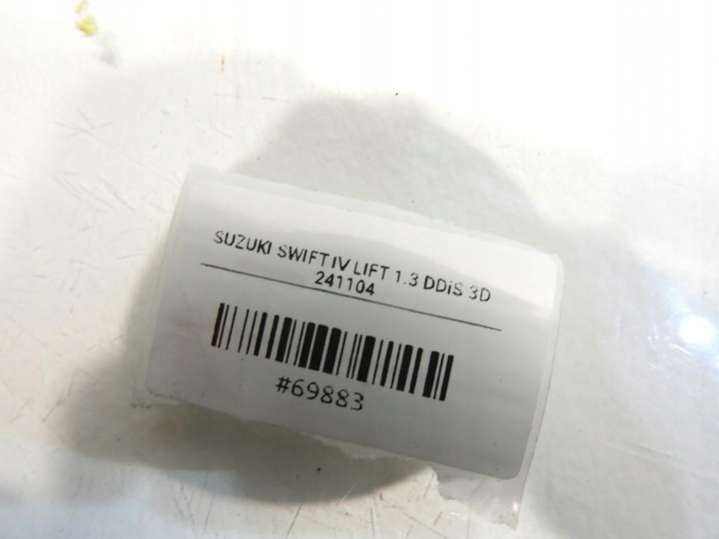 SUZUKI SWIFT IV LIFT 1.3 DDiS 3D
241104
#69883